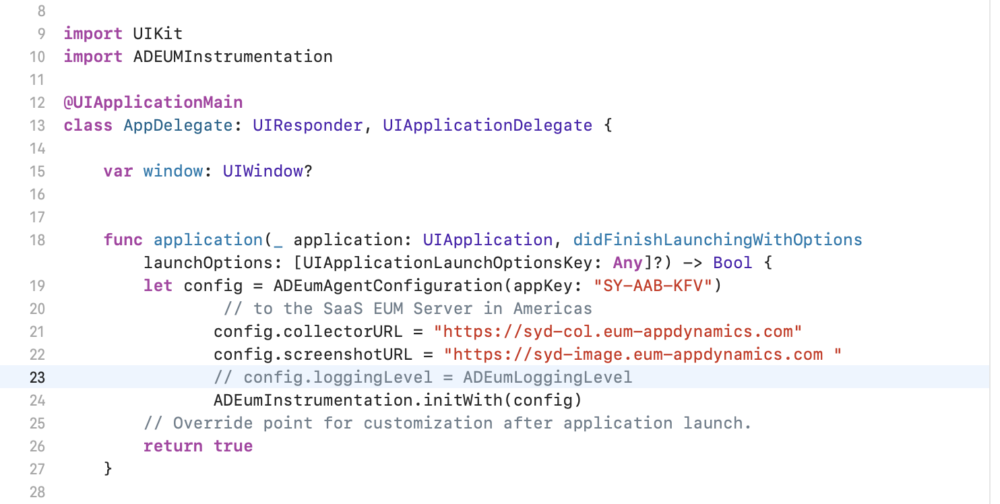 8
9 import UIKit
10 import ADEUMInstrumentation
11
12 @UIApplicationMain
13 class AppDelegate: UIResponder, UIApplicationDelegate {
14
15 var window: UIWindow?
16
17
18 func application(_ application: UIApplication, didFinishLaunchingWithOptions
launchOptions: [UIApplicationLaunchOptionsKey: Any]?) -> Bool {
19 let config = ADEumAgentConfiguration(appKey: "SY-AAB-KFV")
20 // to the SaaS EUM Server in Americas
21 config.collectorURL = "https://syd-col.eum-appdynamics.com"
22 config.screenshotURL = "https://syd-image.eum-appdynamics.com "
23 // config.loggingLevel = ADEumLoggingLevel
24 ADEumInstrumentation.initWith(config)
25 // Override point for customization after application launch.
26 return true
27 }
28